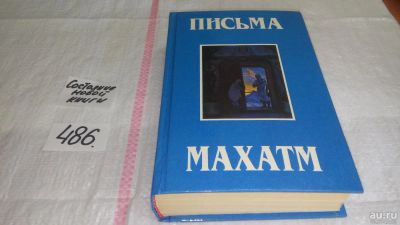 ПИСЬМА
МАХАТМ
Состояние
новой
книги
486.
au.ru